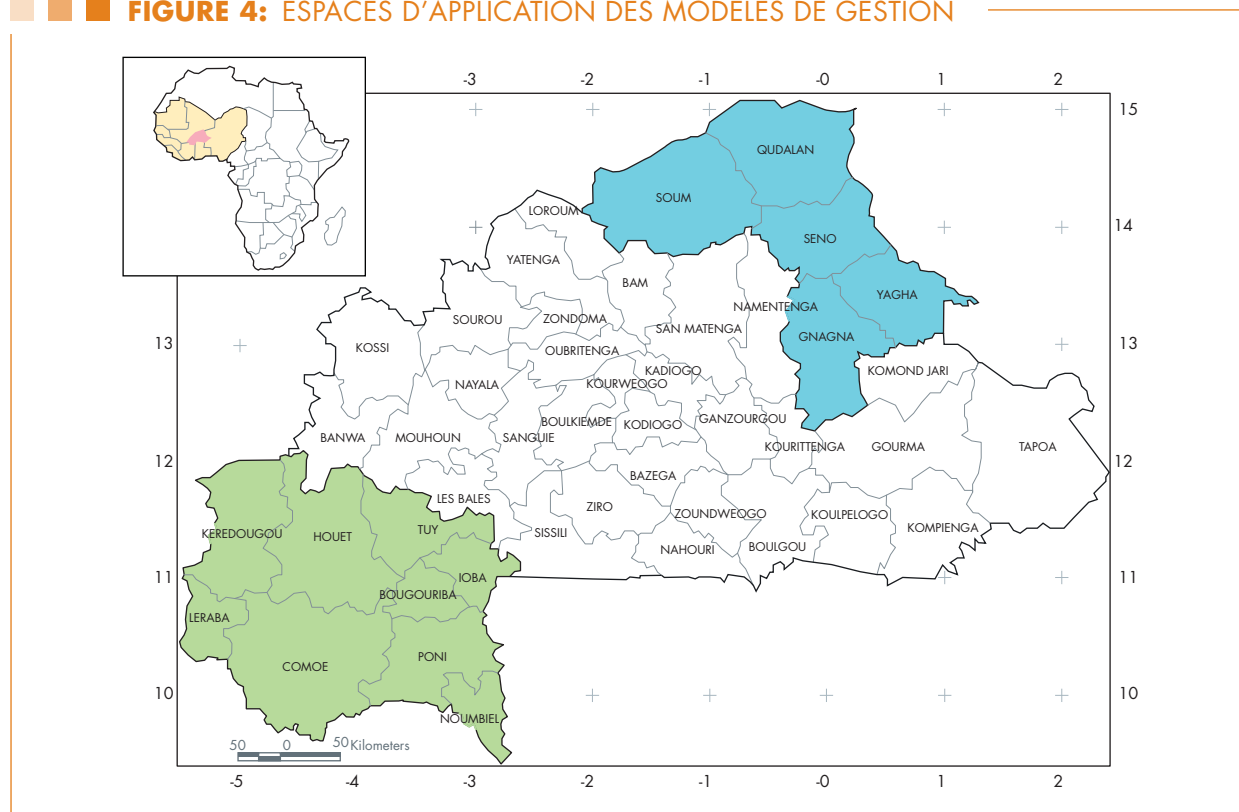 FIGURE 4: ESPACES D'APPLICATION DES MODELES DE GESTION
-3 -2 -1 -0 1 2
15
QUDALAN
SOUM
LOROUM
14
SENO
YATENGA
BAM
YAGHA
NAMENTENGA
SOUROU
ZONDOMA
SAN MATENGA
GNAGNA
13
13
KOSSI
OUBRITENGA
KADIOGO
KOMOND JARI
NAYALA
KOURWEOGO
BOULKIEMDE
KODIOGO
GANZOURGOU
BANWA
MOUHOUN
SANGUIE
KOURITTENGA
GOURMA
TAPOA
12
12
BAZEGA
LES BALES
ZIRO
ZOUNDWEOGO
KOULPELOGO
KOMPIENGA
KEREDOUGOU
HOUET
TUY
SISSILI
NAHOURI
BOULGOU
11
11
IOBA
BOUGOURIBA
LERABA
PONI
COMOE
10
10
NOUMBIEL
50 0 50 Kilometers
-5 -4 -3 -2 -1 -0 1 2